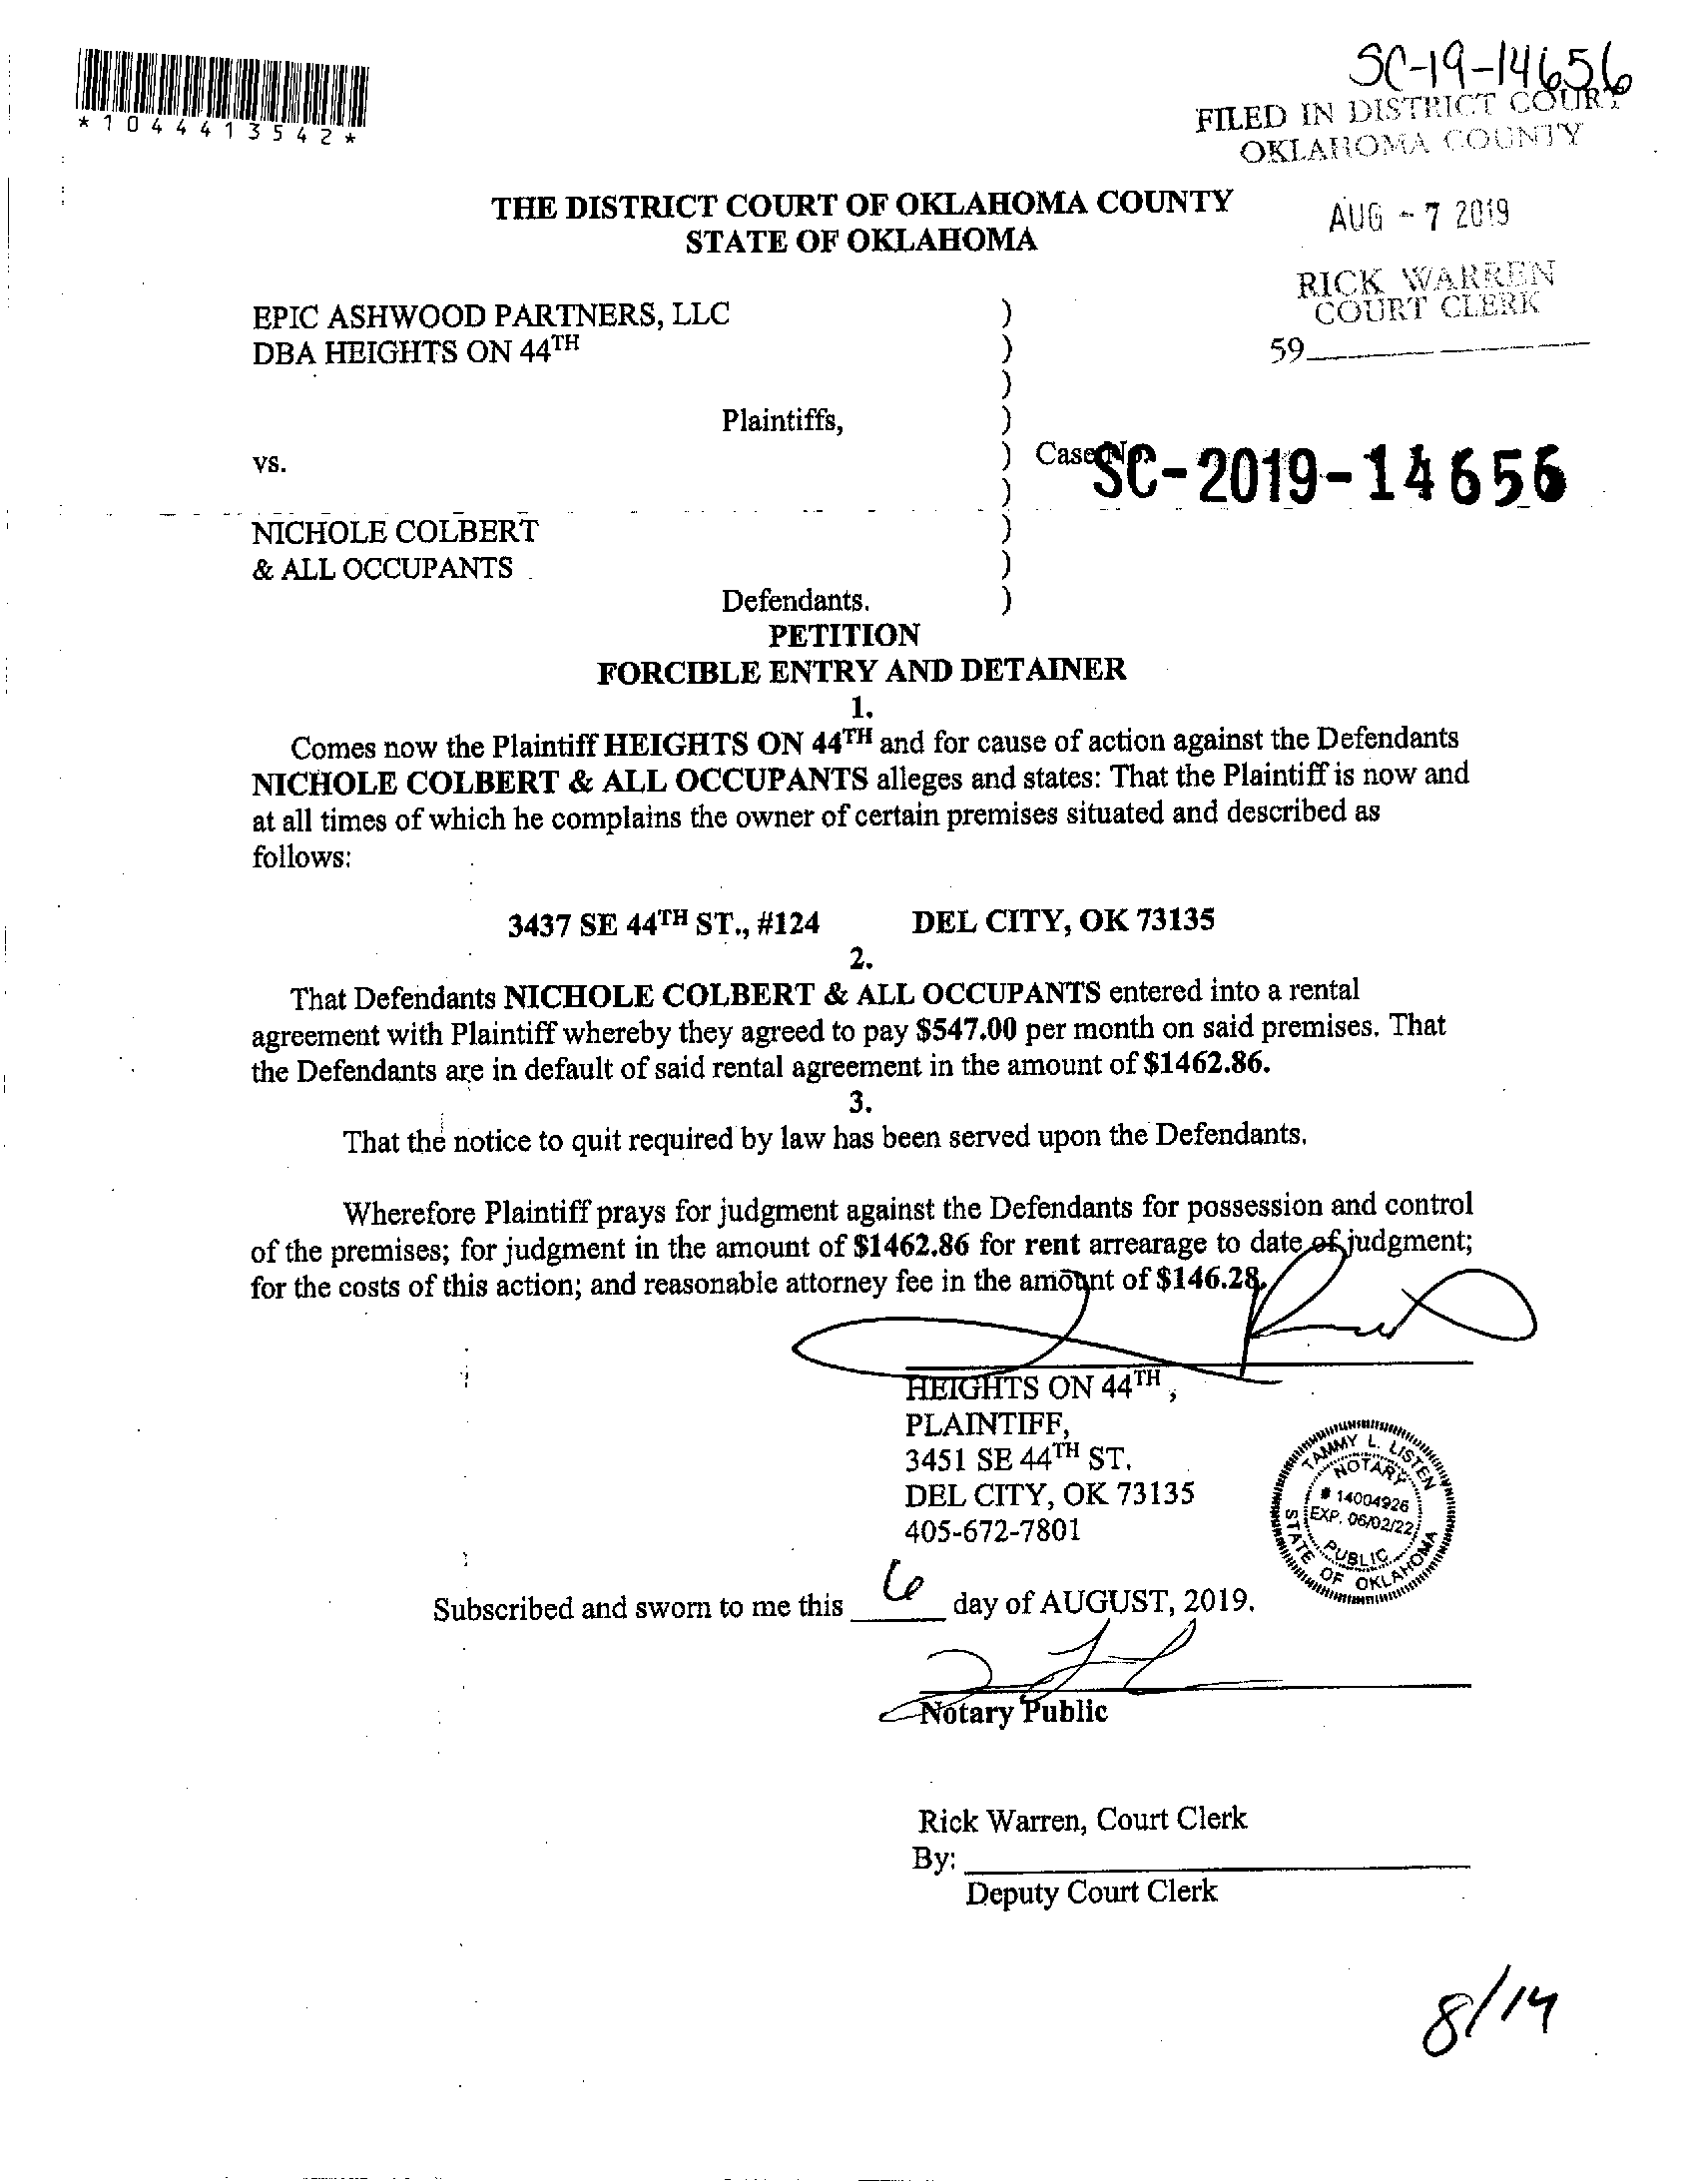 SC-19-14656
*1044413542*
FILED IN DISTRICT COURT
OKLAHOMA COUNTY
THE DISTRICT COURT OF OKLAHOMA COUNTY
STATE OF OKLAHOMA
AUG - 7 2019
RICK WARREN
COURT CLERK
59
EPIC ASHWOOD PARTNERS, LLC )
DBA HEIGHTS ON 44TH )
)
Plaintiffs, )
vs. ) Case No. SC-2019-14656
)
NICHOLE COLBERT )
& ALL OCCUPANTS )
Defendants. )
PETITION
FORCIBLE ENTRY AND DETAINER
1.
Comes now the Plaintiff HEIGHTS ON 44TH and for cause of action against the Defendants
NICHOLE COLBERT & ALL OCCUPANTS alleges and states: That the Plaintiff is now and
at all times of which he complains the owner of certain premises situated and described as
follows:
3437 SE 44TH ST., #124 DEL CITY, OK 73135
2.
That Defendants NICHOLE COLBERT & ALL OCCUPANTS entered into a rental
agreement with Plaintiff whereby they agreed to pay $547.00 per month on said premises. That
the Defendants are in default of said rental agreement in the amount of $1462.86.
3.
That the notice to quit required by law has been served upon the Defendants.
Wherefore Plaintiff prays for judgment against the Defendants for possession and control
of the premises; for judgment in the amount of $1462.86 for rent arrearage to date of judgment;
for the costs of this action; and reasonable attorney fee in the amount of $146.28.
HEIGHTS ON 44TH,
PLAINTIFF,
3451 SE 44TH ST.
DEL CITY, OK 73135
405-672-7801
TAMMY L. LISTEN
NOTARY
# 14004926
EXP. 06/02/22
PUBLIC
STATE OF OKLAHOMA
Subscribed and sworn to me this 6 day of AUGUST, 2019.
Notary Public
Rick Warren, Court Clerk
By:
Deputy Court Clerk
8/14